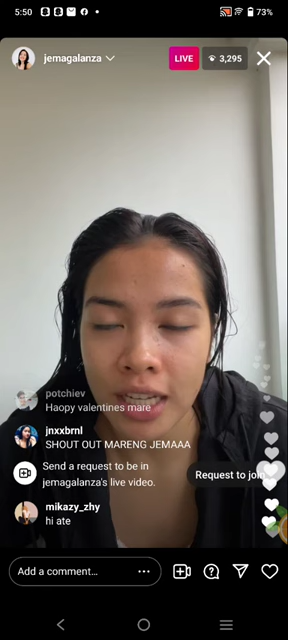 5:50
73%
jemagalanza
LIVE
3,295
potchiev
Haopy valentines mare
jnxxbrnl
SHOUT OUT MARENG JEMAAA
Send a request to be in
jemagalanza's live video.
Request to join
mikazy_zhy
hi ate
Add a comment...